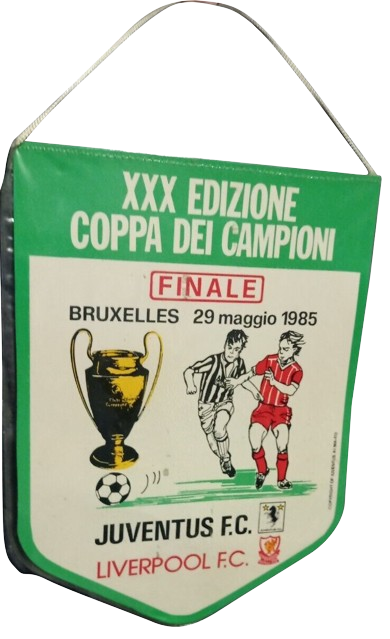 XXX EDIZIONE
COPPA DEI CAMPIONI
FINALE
BRUXELLES 29 maggio 1985
JUVENTUS F.C.
LIVERPOOL F.C.